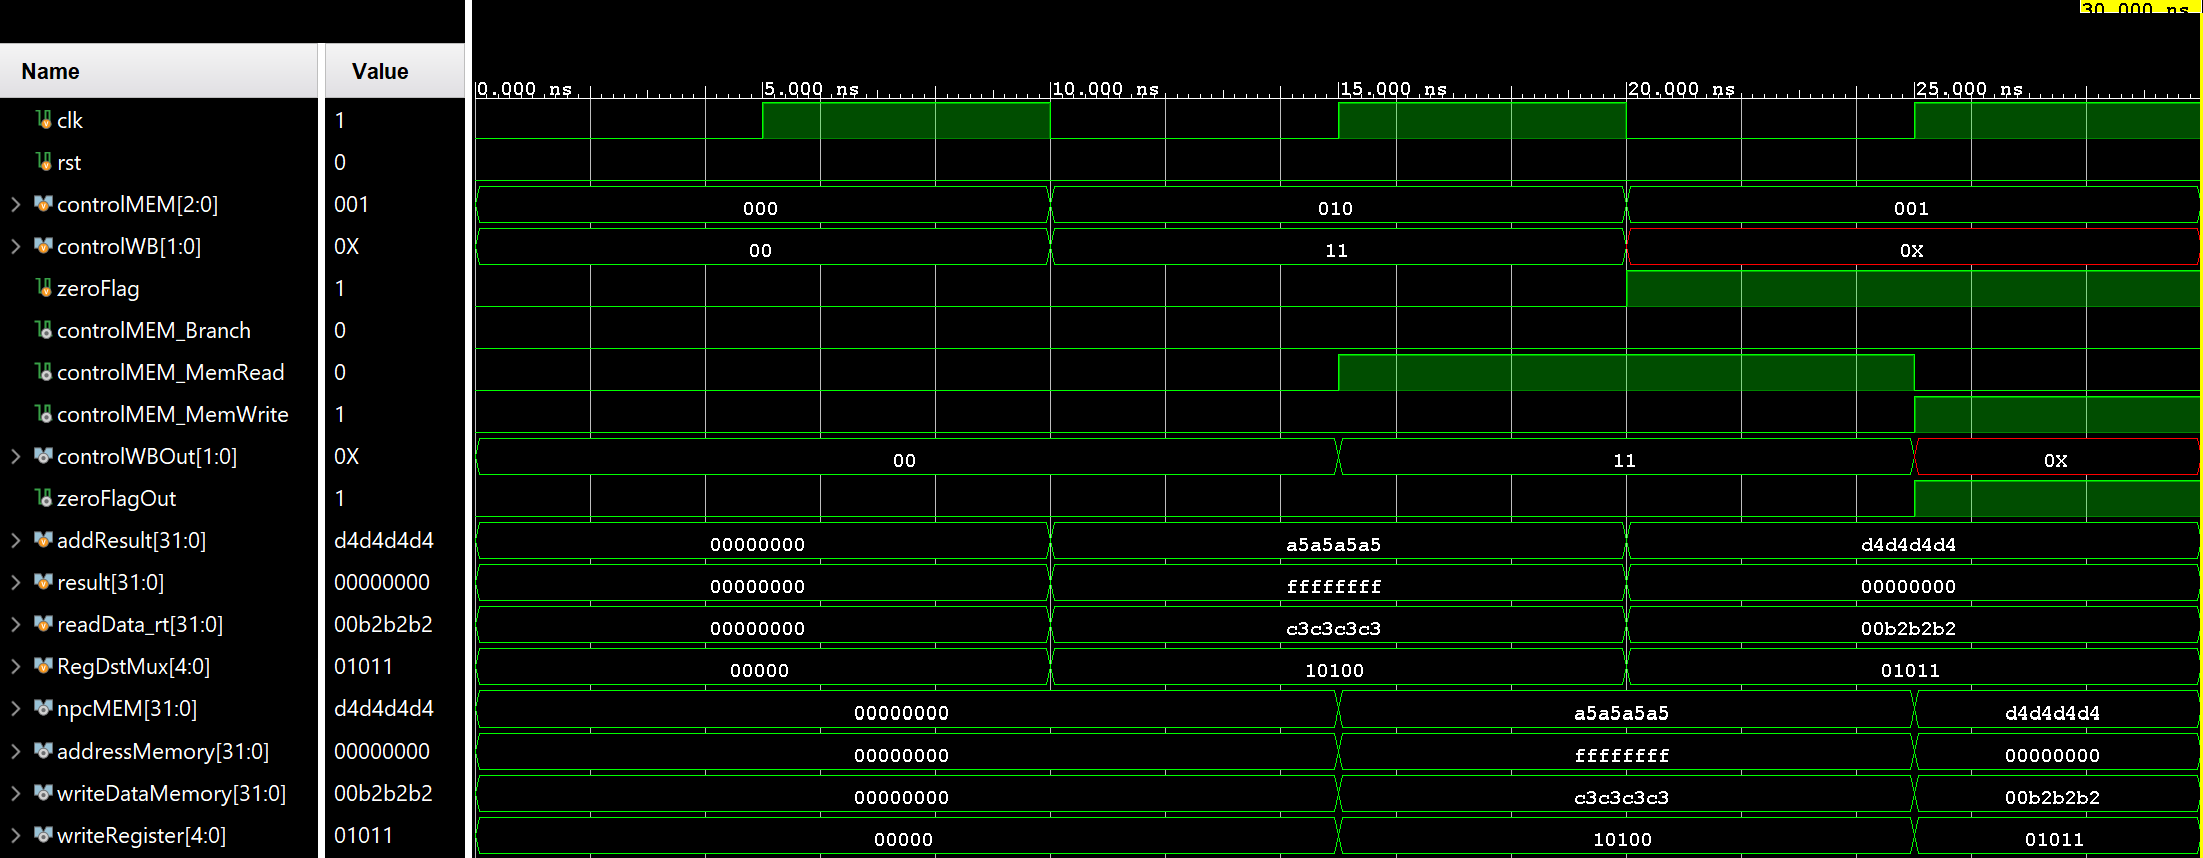 30.000 ns
Name Value
0.000 ns 5.000 ns 10.000 ns 15.000 ns 20.000 ns 25.000 ns
clk 1
rst 0
controlMEM[2:0] 001 000 010 001
controlWB[1:0] 0X 00 11 0X
zeroFlag 1
controlMEM_Branch 0
controlMEM_MemRead 0
controlMEM_MemWrite 1
controlWBOut[1:0] 0X 00 11 0X
zeroFlagOut 1
addResult[31:0] d4d4d4d4 00000000 a5a5a5a5 d4d4d4d4
result[31:0] 00000000 00000000 ffffffff 00000000
readData_rt[31:0] 00b2b2b2 00000000 c3c3c3c3 00b2b2b2
RegDstMux[4:0] 01011 00000 10100 01011
npcMEM[31:0] d4d4d4d4 00000000 a5a5a5a5 d4d4d4d4
addressMemory[31:0] 00000000 00000000 ffffffff 00000000
writeDataMemory[31:0] 00b2b2b2 00000000 c3c3c3c3 00b2b2b2
writeRegister[4:0] 01011 00000 10100 01011